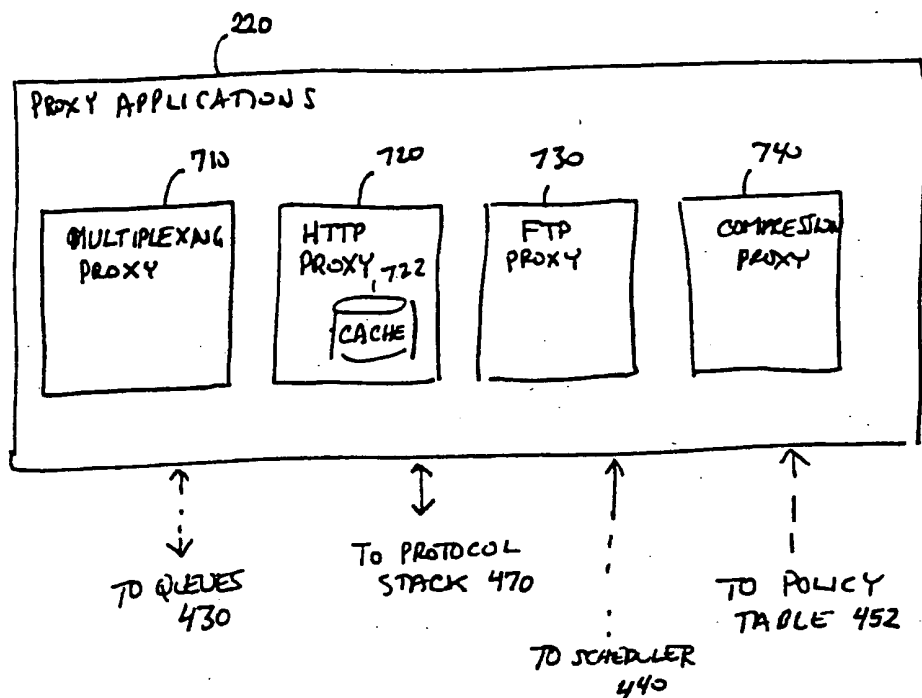 220
PROXY APPLICATIONS
710
720
730
740
MULTIPLEXING
PROXY
HTTP
PROXY
722
CACHE
FTP
PROXY
COMPRESSION
PROXY
TO QUEUES
430
TO PROTOCOL
STACK 470
TO SCHEDULER
440
TO POLICY
TABLE 452